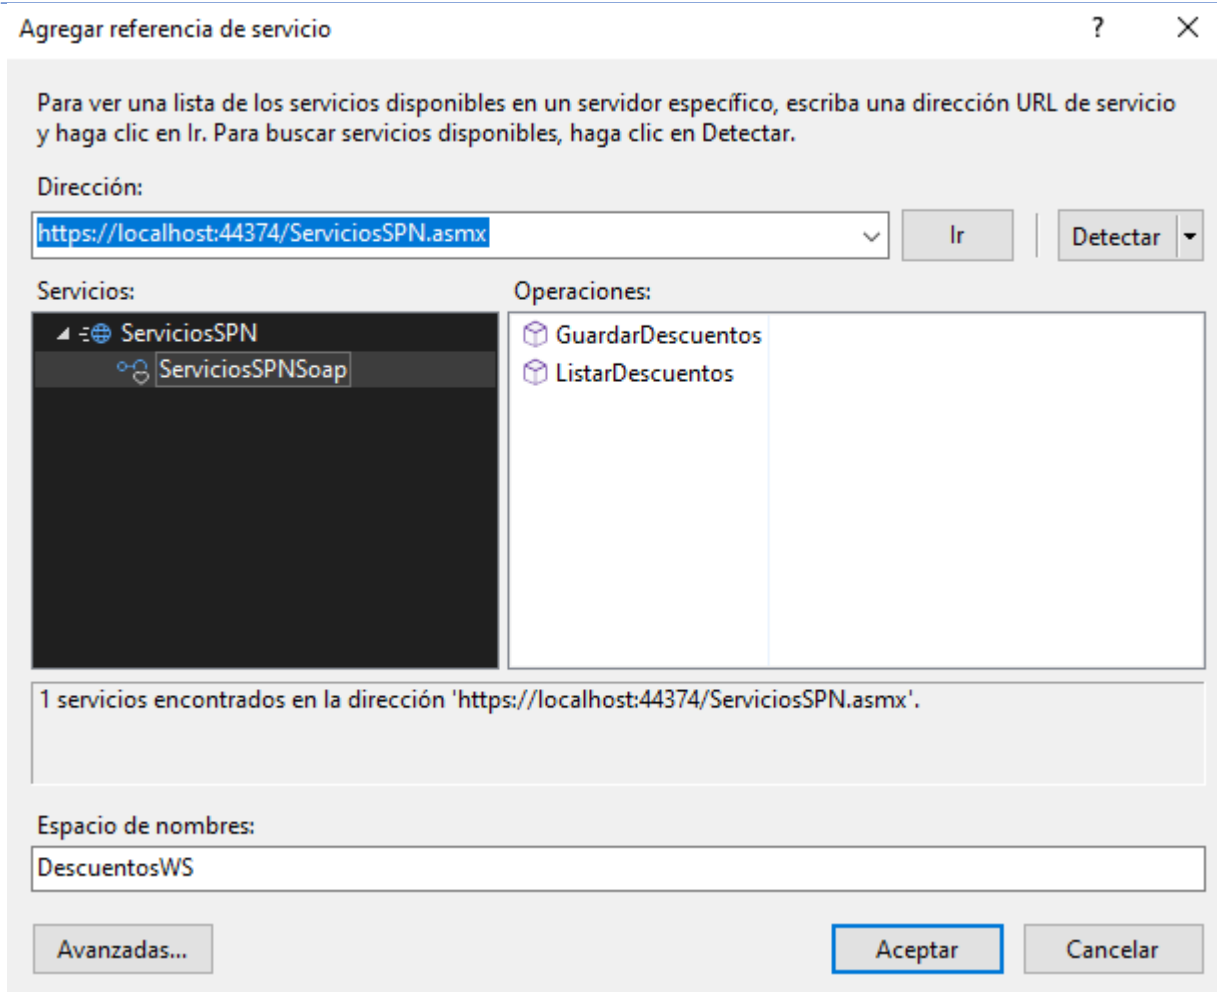 Agregar referencia de servicio
?
Para ver una lista de los servicios disponibles en un servidor específico, escriba una dirección URL de servicio
y haga clic en Ir. Para buscar servicios disponibles, haga clic en Detectar.
Dirección:
https://localhost:44374/ServiciosSPN.asmx
Ir
Detectar
Servicios:
Operaciones:
ServiciosSPN
GuardarDescuentos
ServiciosSPNSoap
ListarDescuentos
1 servicios encontrados en la dirección 'https://localhost:44374/ServiciosSPN.asmx'.
Espacio de nombres:
DescuentosWS
Avanzadas...
Aceptar
Cancelar